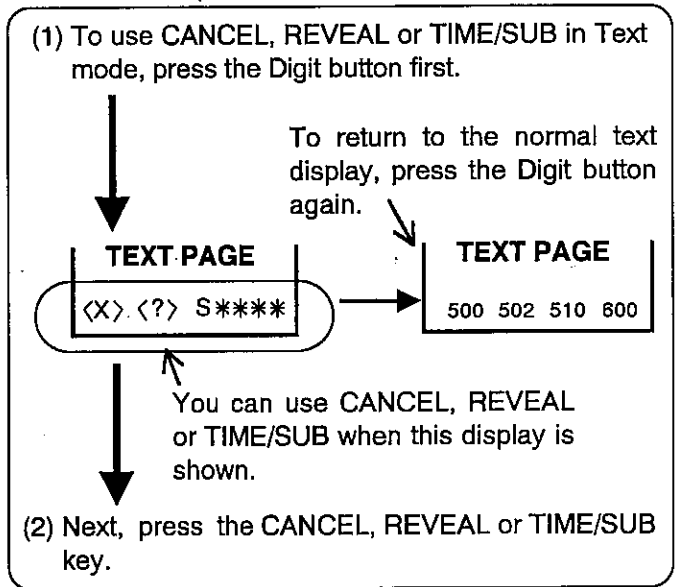 (1) To use CANCEL, REVEAL or TIME/SUB in Text
mode, press the Digit button first.
To return to the normal text
display, press the Digit button
again.
TEXT PAGE
⟨X⟩ ⟨?⟩ S****
TEXT PAGE
500 502 510 600
You can use CANCEL, REVEAL
or TIME/SUB when this display is
shown.
(2) Next, press the CANCEL, REVEAL or TIME/SUB
key.